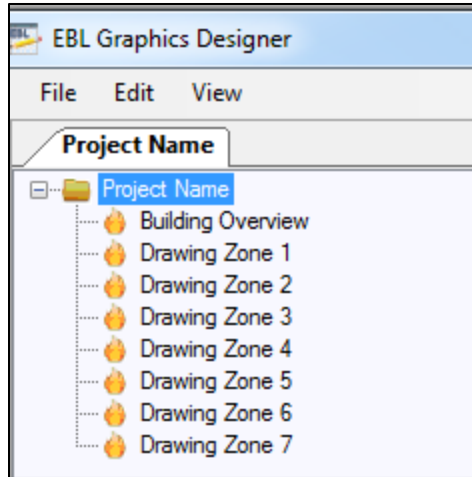 EBL
EBL Graphics Designer
File Edit View
Project Name
Project Name
Building Overview
Drawing Zone 1
Drawing Zone 2
Drawing Zone 3
Drawing Zone 4
Drawing Zone 5
Drawing Zone 6
Drawing Zone 7